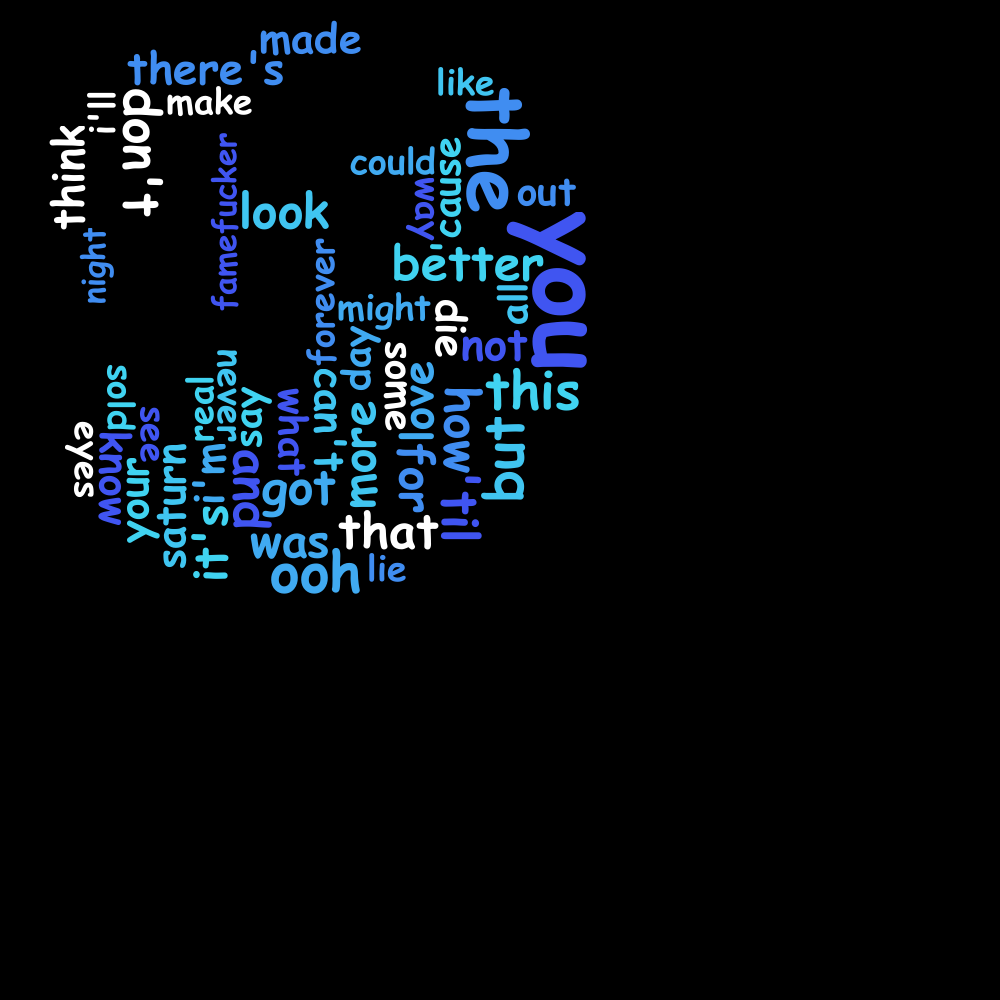 made
there's
like
make
i'll
don't
the
think
famefucker
could
'cause
way
out
look
you
night
forever
better
all
might
die
not
day
some
never
sold
real
can't
love
this
say
what
how
more
see
eyes
know
your
saturn
i'm
and
got
for
but
'til
it's
that
was
ooh
lie